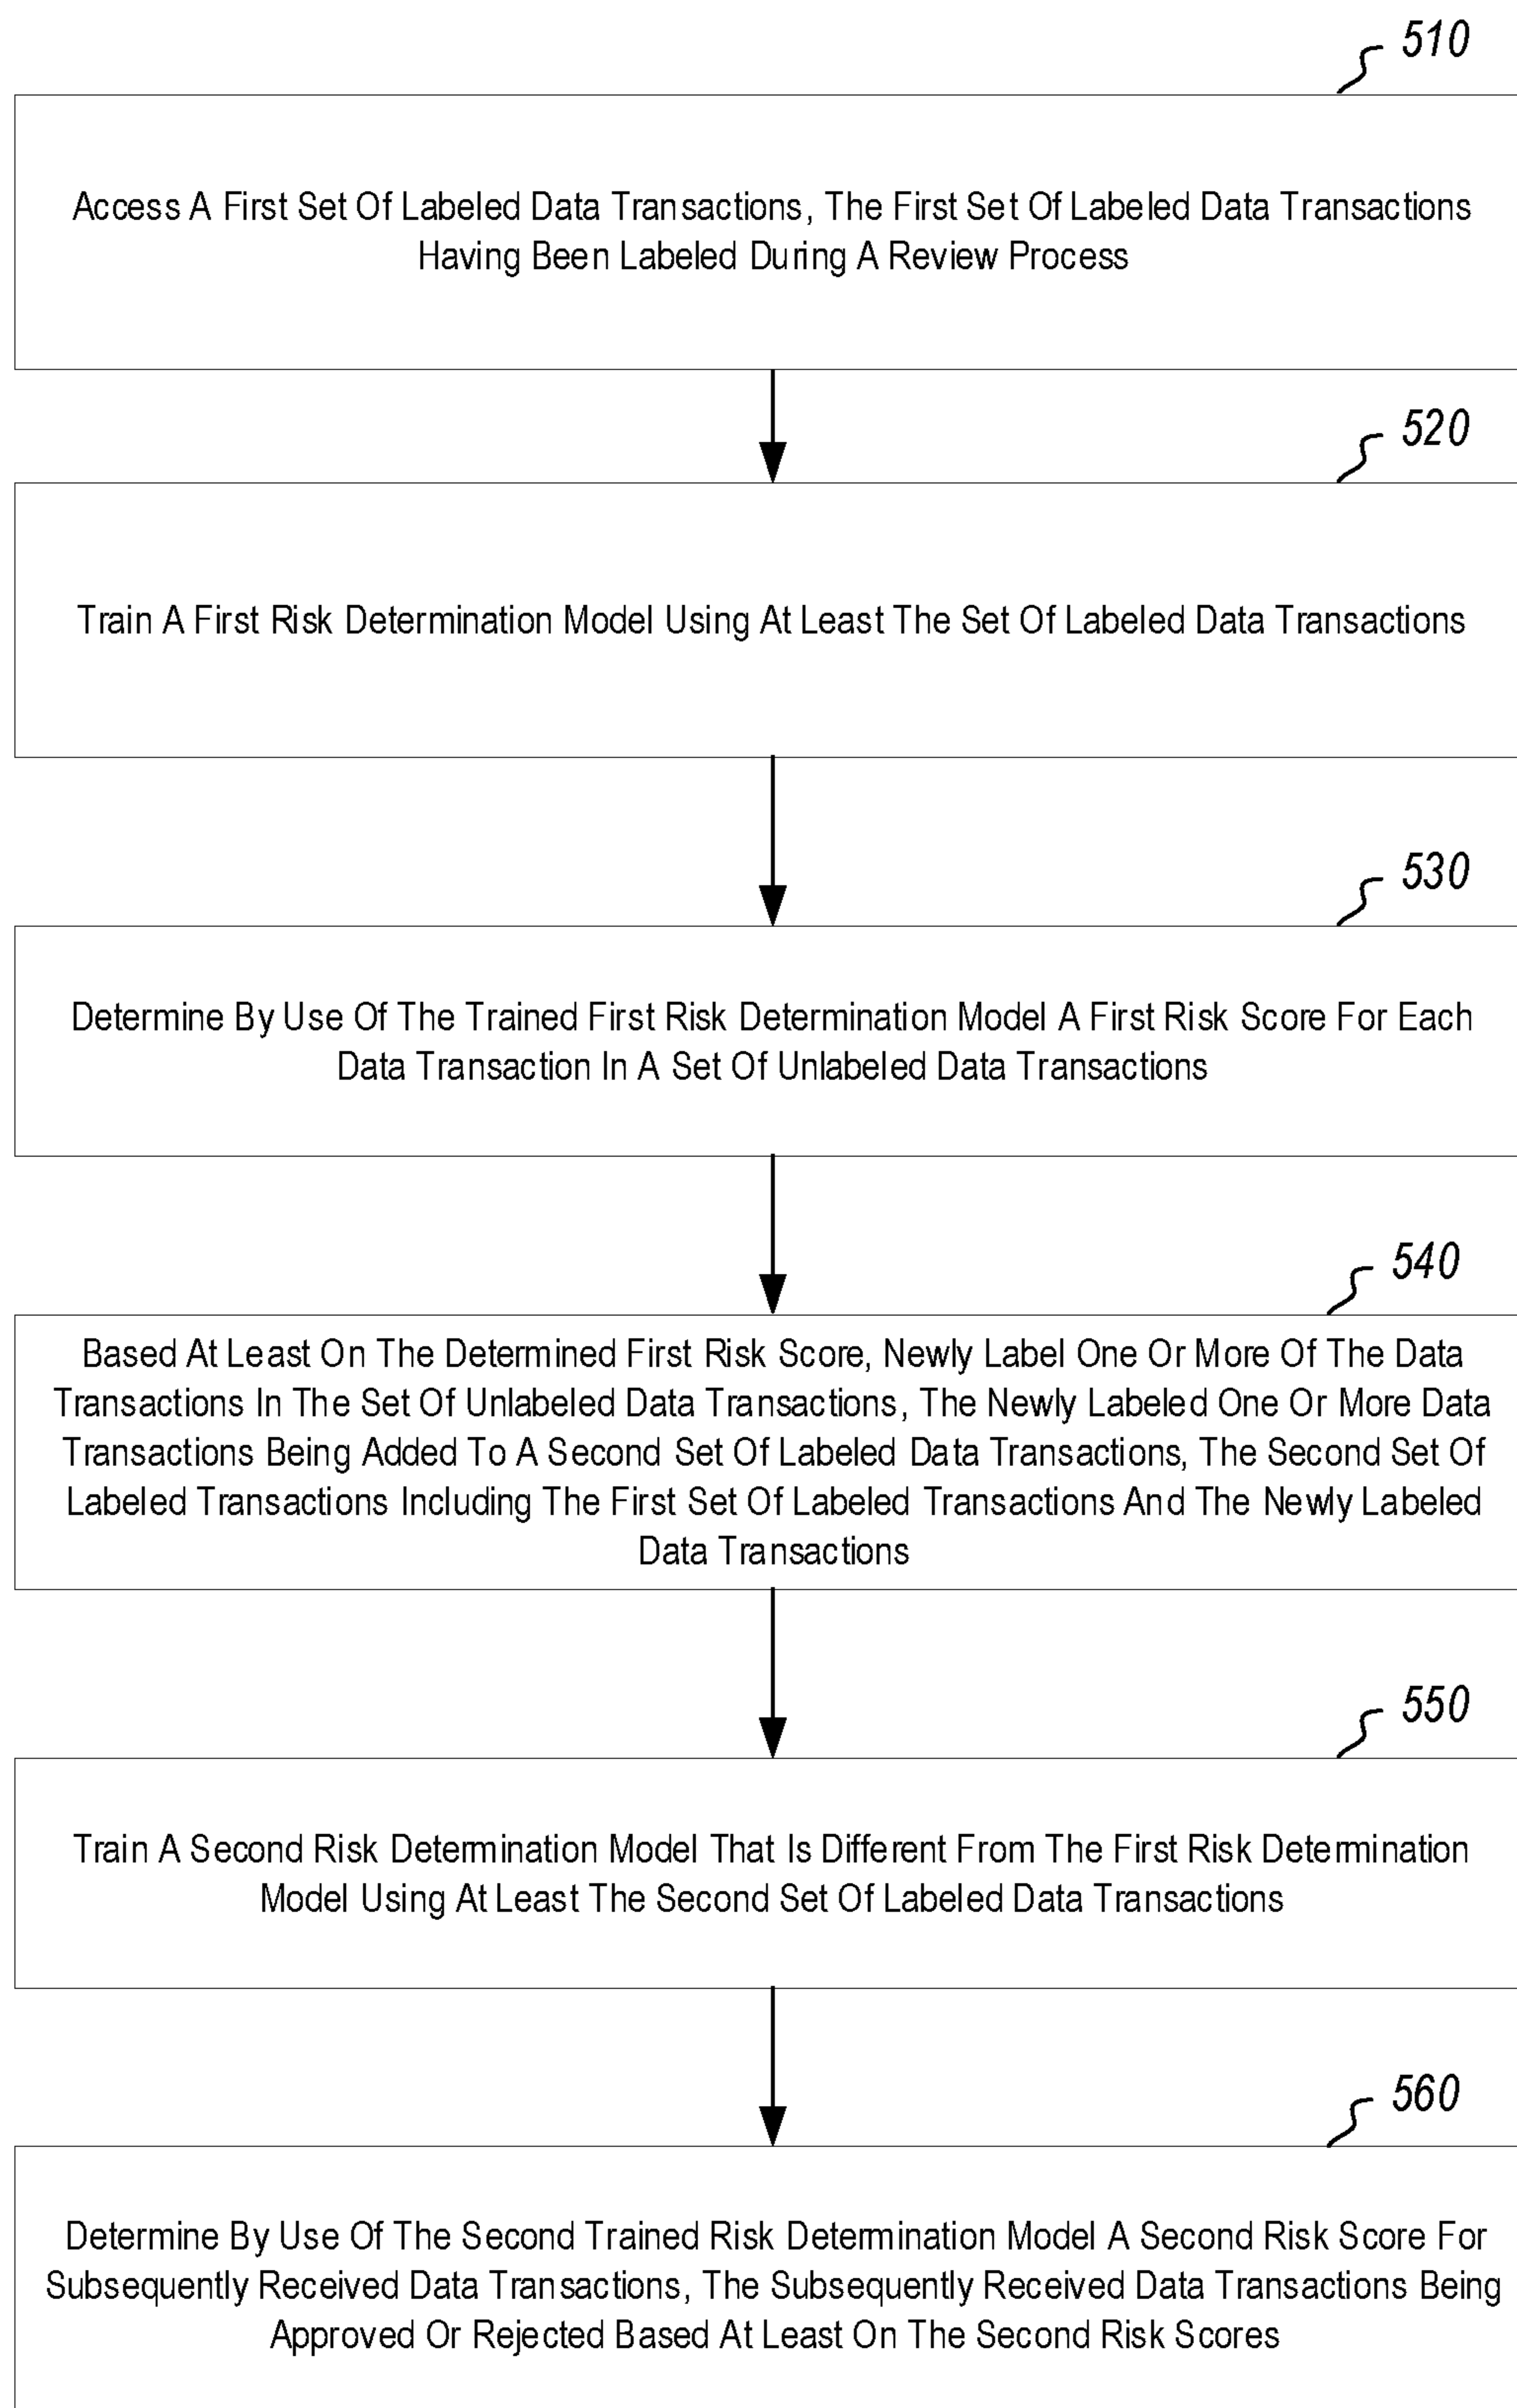 510
Access A First Set Of Labeled Data Transactions, The First Set Of Labeled Data Transactions
Having Been Labeled During A Review Process
520
Train A First Risk Determination Model Using At Least The Set Of Labeled Data Transactions
530
Determine By Use Of The Trained First Risk Determination Model A First Risk Score For Each
Data Transaction In A Set Of Unlabeled Data Transactions
540
Based At Least On The Determined First Risk Score, Newly Label One Or More Of The Data
Transactions In The Set Of Unlabeled Data Transactions, The Newly Labeled One Or More Data
Transactions Being Added To A Second Set Of Labeled Data Transactions, The Second Set Of
Labeled Transactions Including The First Set Of Labeled Transactions And The Newly Labeled
Data Transactions
550
Train A Second Risk Determination Model That Is Different From The First Risk Determination
Model Using At Least The Second Set Of Labeled Data Transactions
560
Determine By Use Of The Second Trained Risk Determination Model A Second Risk Score For
Subsequently Received Data Transactions, The Subsequently Received Data Transactions Being
Approved Or Rejected Based At Least On The Second Risk Scores